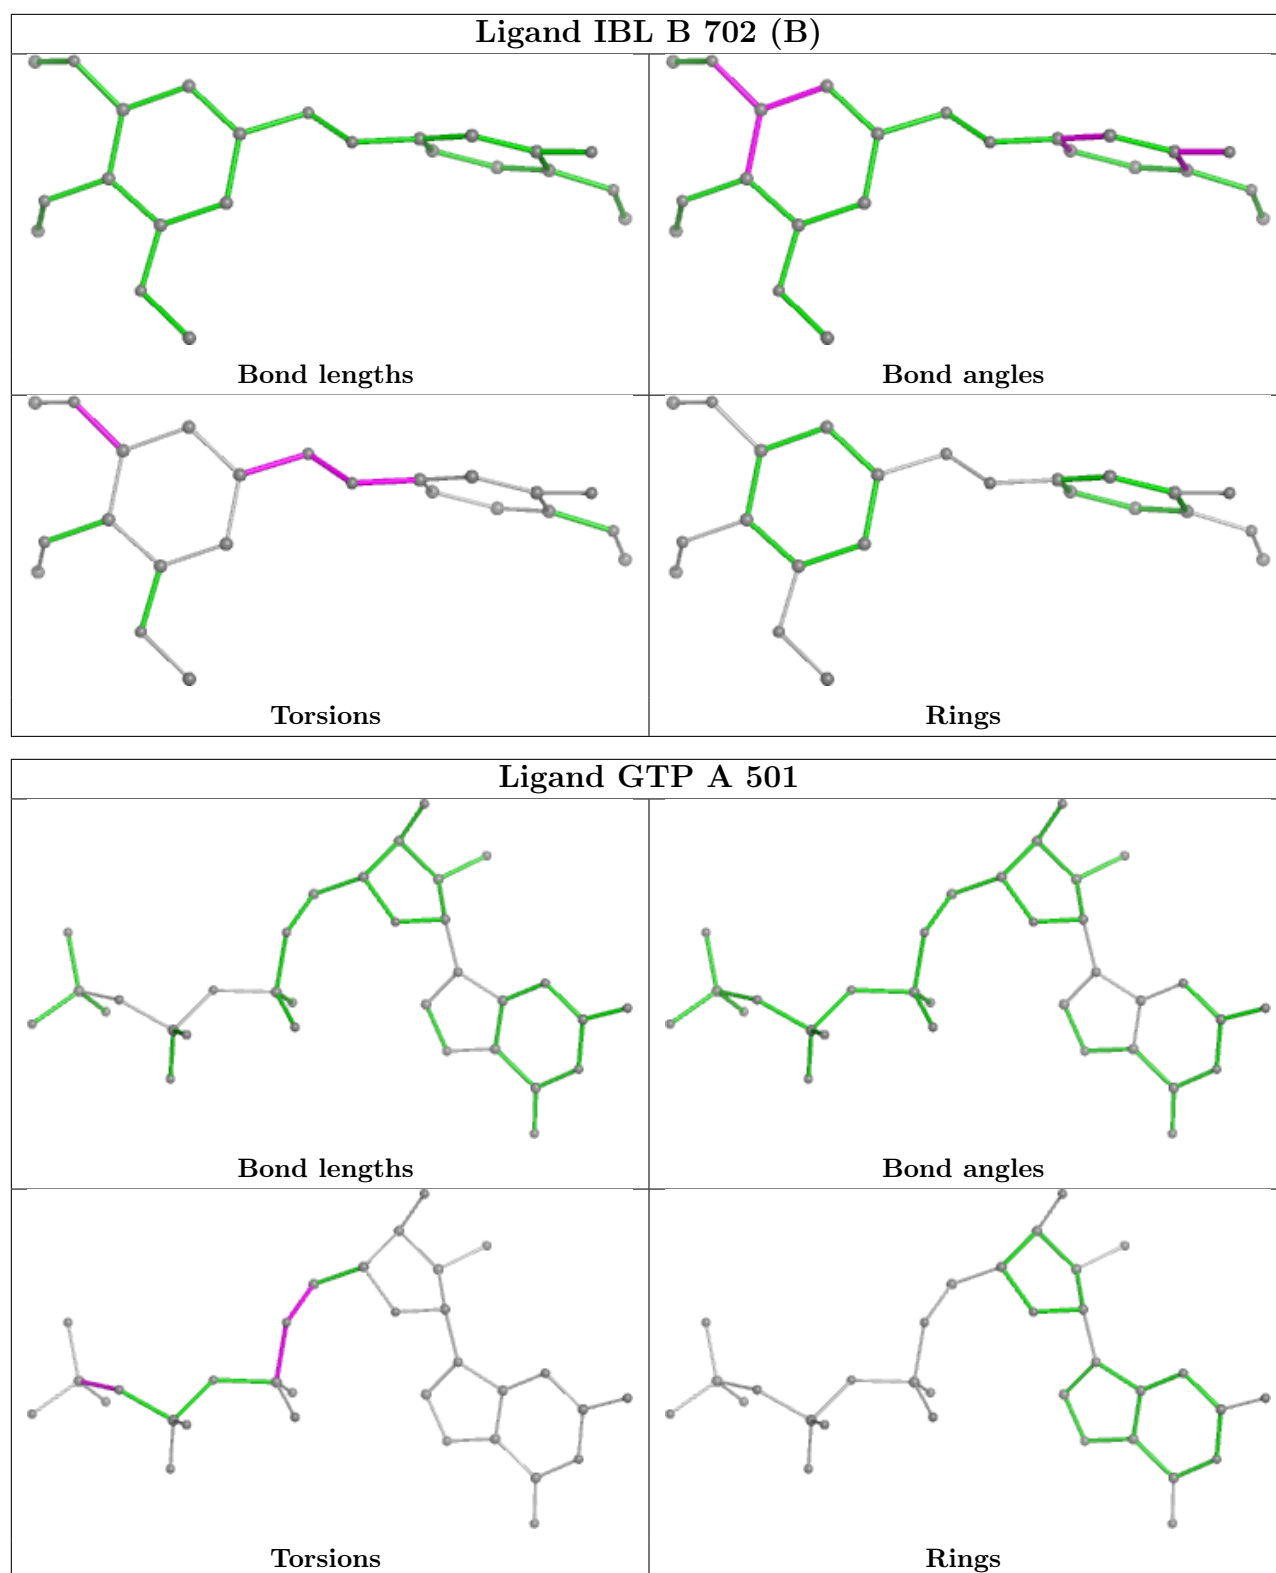 Ligand IBL B 702 (B)
Bond lengths
Bond angles
Torsions
Rings
Ligand GTP A 501
Bond lengths
Bond angles
Torsions
Rings